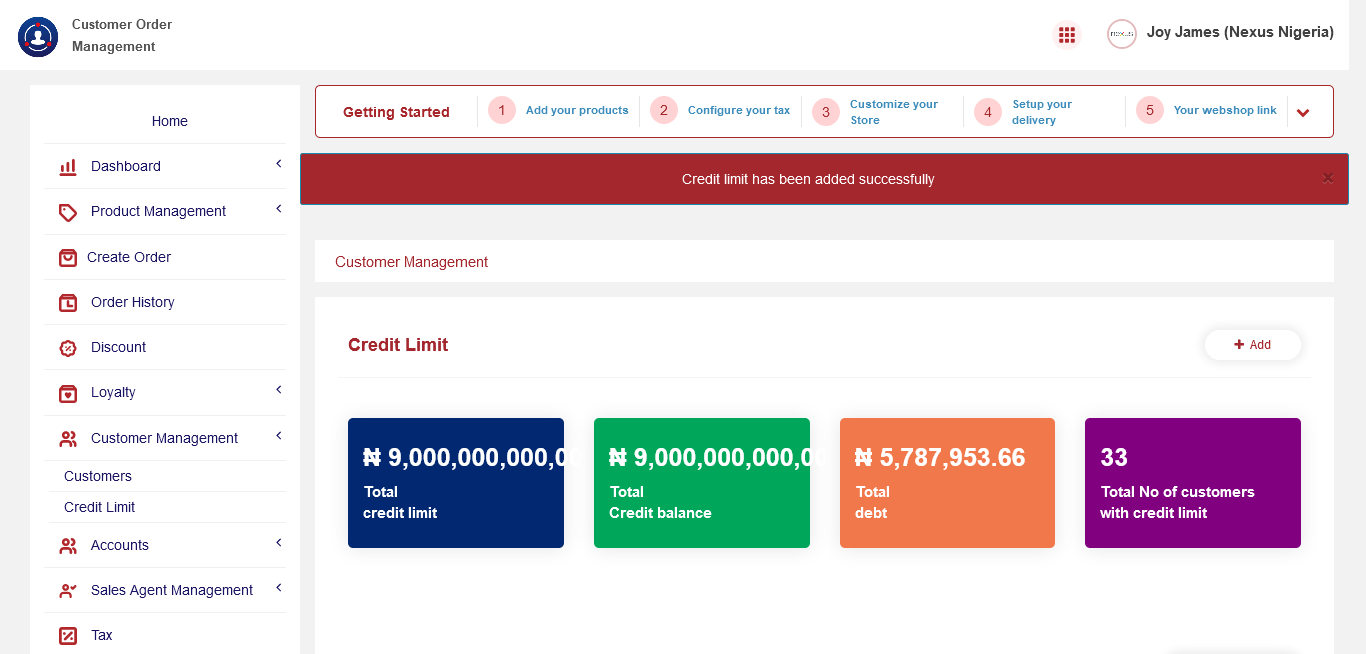 Customer Order
Management
nexus
Joy James (Nexus Nigeria)
Home
Dashboard
Product Management
Create Order
Order History
Discount
Loyalty
Customer Management
Customers
Credit Limit
Accounts
Sales Agent Management
Tax
Getting Started
1 Add your products
2 Configure your tax
3 Customize your
Store
4 Setup your
delivery
5 Your webshop link
Credit limit has been added successfully
×
Customer Management
Credit Limit
+ Add
₦ 9,000,000,000,0
Total
credit limit
₦ 9,000,000,000,0
Total
Credit balance
₦ 5,787,953.66
Total
debt
33
Total No of customers
with credit limit